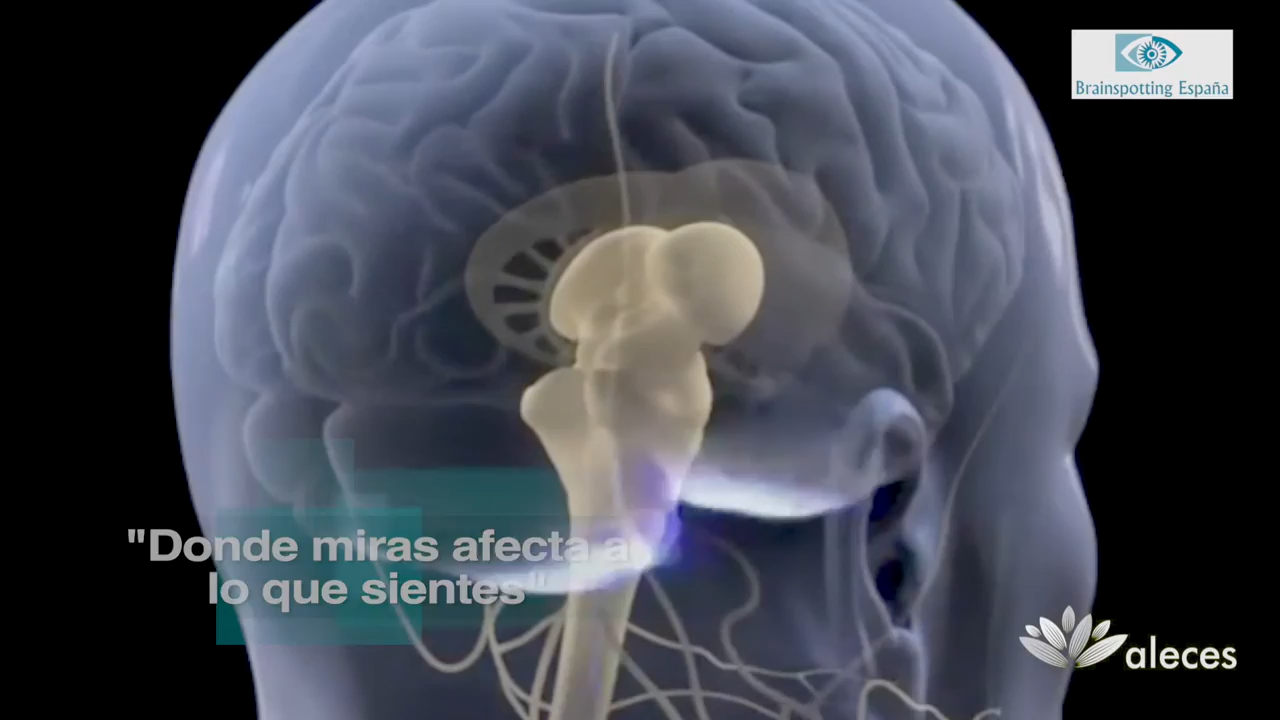 Brainspotting España
"Donde miras afecta a
lo que sientes"
aleces